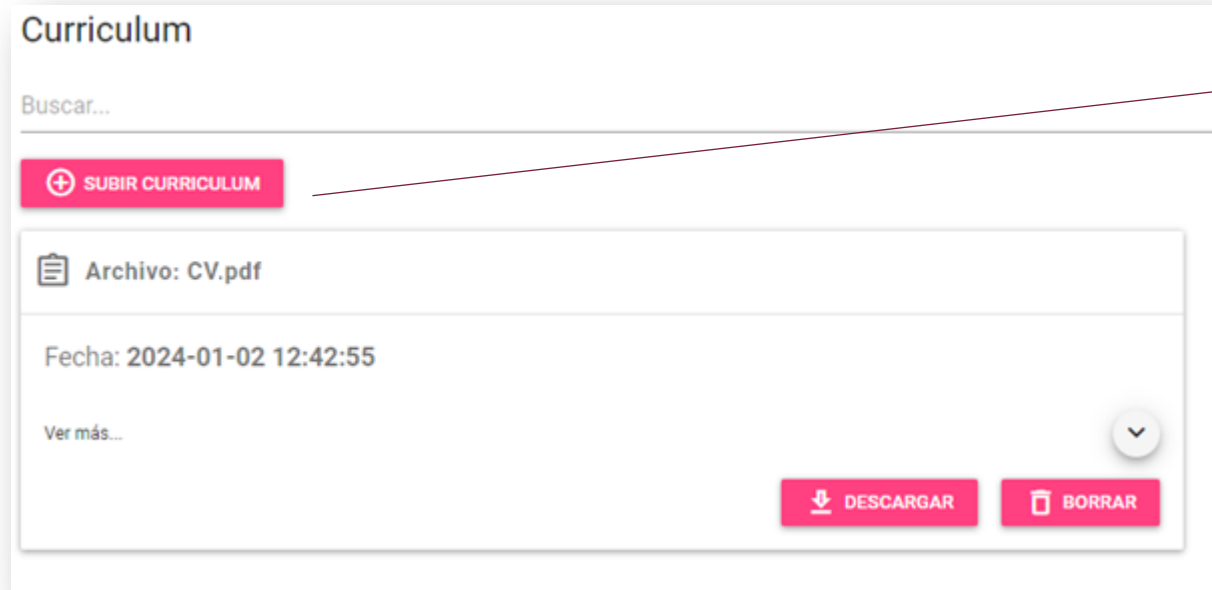 Curriculum
Buscar...
SUBIR CURRICULUM
Archivo: CV.pdf
Fecha: 2024-01-02 12:42:55
Ver más...
DESCARGAR
BORRAR